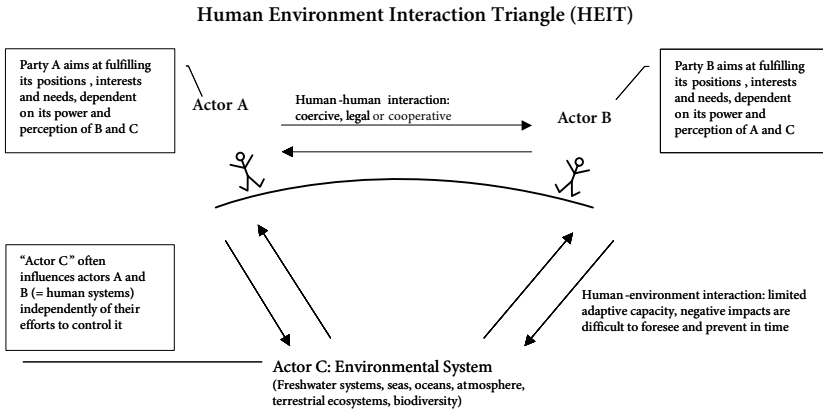 Human Environment Interaction Triangle (HEIT)
Party A aims at fulfilling
its positions , interests
and needs, dependent
on its power and
perception of B and C
Actor A
Human-human interaction:
coercive, legal or cooperative
Actor B
Party B aims at fulfilling
its positions , interests
and needs, dependent
on its power and
perception of A and C
“Actor C” often
influences actors A and
B (= human systems)
independently of their
efforts to control it
Human-environment interaction: limited
adaptive capacity, negative impacts are
difficult to foresee and prevent in time
Actor C: Environmental System
(Freshwater systems, seas, oceans, atmosphere,
terrestrial ecosystems, biodiversity)